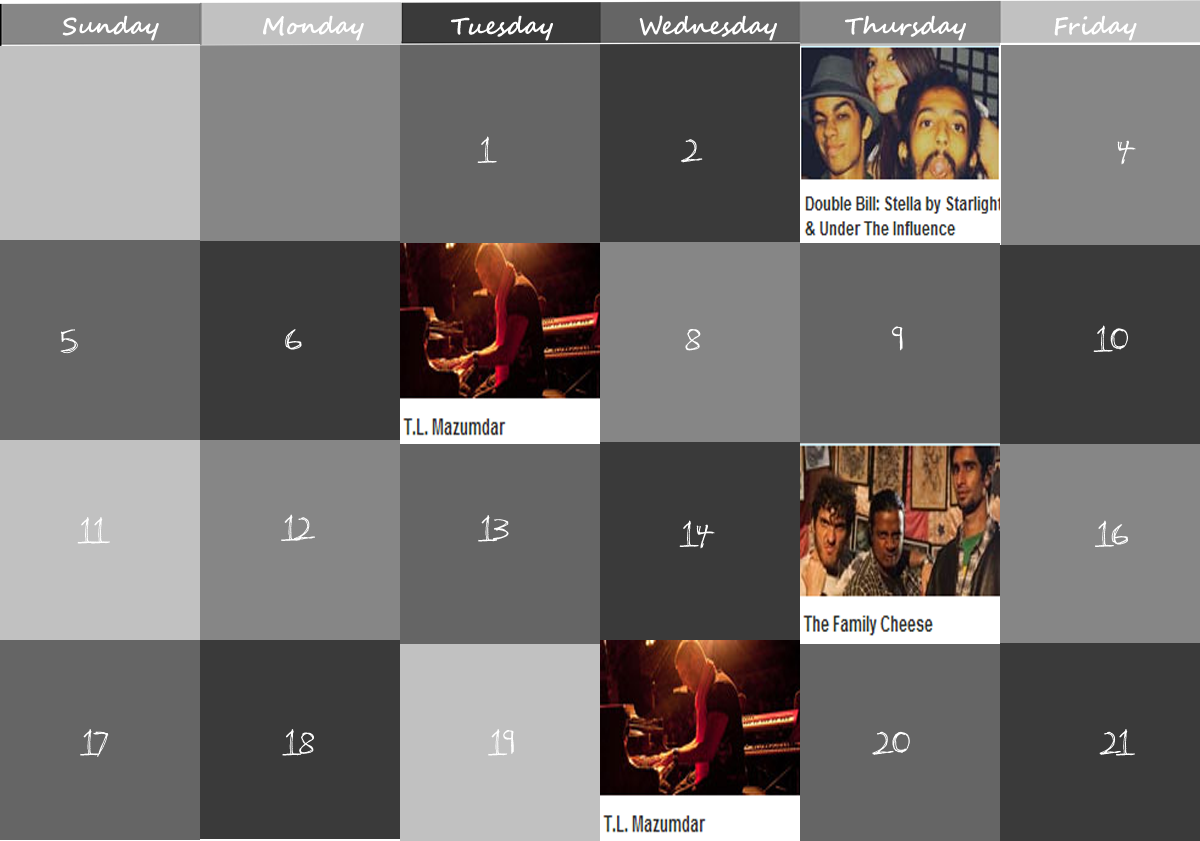 Sunday Monday Tuesday Wednesday Thursday Friday
1 2 4
Double Bill: Stella by Starlight
& Under The Influence
5 6 8 9 10
T.L. Mazumdar
11 12 13 14 16
The Family Cheese
17 18 19 20 21
T.L. Mazumdar